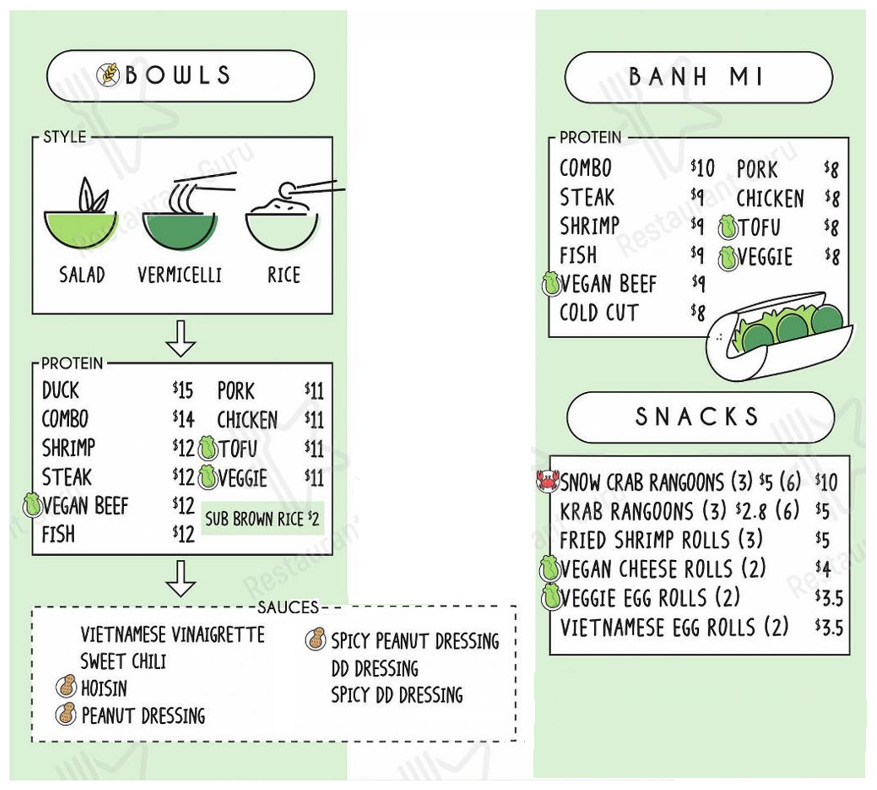 BOWLS
STYLE
SALAD VERMICELLI RICE
PROTEIN
DUCK $15 PORK $11
COMBO $14 CHICKEN $11
SHRIMP $12 TOFU $11
STEAK $12 VEGGIE $11
VEGAN BEEF $12
SUB BROWN RICE $2
FISH $12
SAUCES
VIETNAMESE VINAIGRETTE
SWEET CHILI
HOISIN
PEANUT DRESSING
SPICY PEANUT DRESSING
DD DRESSING
SPICY DD DRESSING
BANH MI
PROTEIN
COMBO $10 PORK $8
STEAK $9 CHICKEN $8
SHRIMP $9 TOFU $8
FISH $9 VEGGIE $8
VEGAN BEEF $9
COLD CUT $8
SNACKS
SNOW CRAB RANGOONS (3) $5 (6) $10
KRAB RANGOONS (3) $2.8 (6) $5
FRIED SHRIMP ROLLS (3) $5
VEGAN CHEESE ROLLS (2) $4
VEGGIE EGG ROLLS (2) $3.5
VIETNAMESE EGG ROLLS (2) $3.5
Restaurant Guru
Restaurant
Restaurant Guru